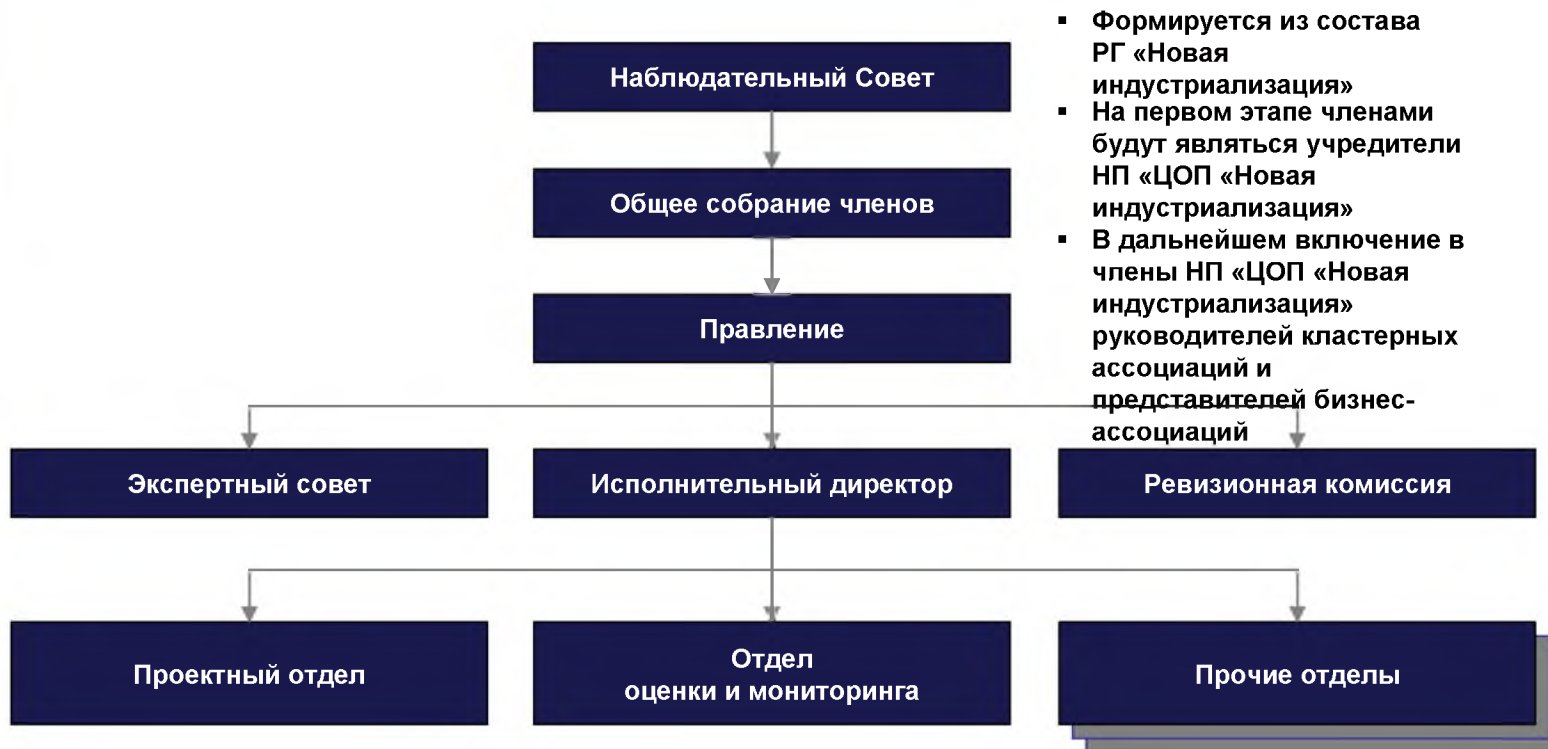 Наблюдательный Совет
▪ Формируется из состава
РГ «Новая
индустриализация»
▪ На первом этапе членами
будут являться учредители
НП «ЦОП «Новая
индустриализация»
▪ В дальнейшем включение в
члены НП «ЦОП «Новая
индустриализация»
руководителей кластерных
ассоциаций и
представителей бизнес-
ассоциаций
Общее собрание членов
Правление
Экспертный совет
Исполнительный директор
Ревизионная комиссия
Проектный отдел
Отдел
оценки и мониторинга
Прочие отделы